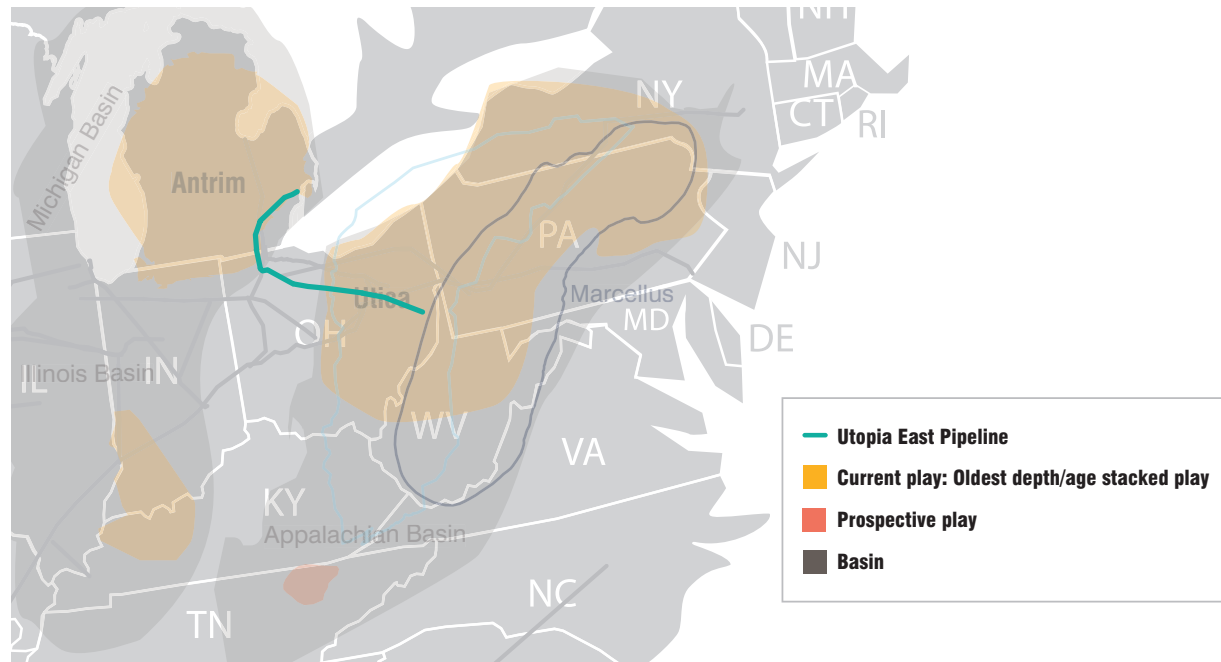 NH
MA
NY
CT
RI
Michigan Basin
Antrim
PA
NJ
Utica
Marcellus
MD
OH
DE
IL
IN
Illinois Basin
WV
VA
KY
Appalachian Basin
NC
TN
Utopia East Pipeline
Current play: Oldest depth/age stacked play
Prospective play
Basin